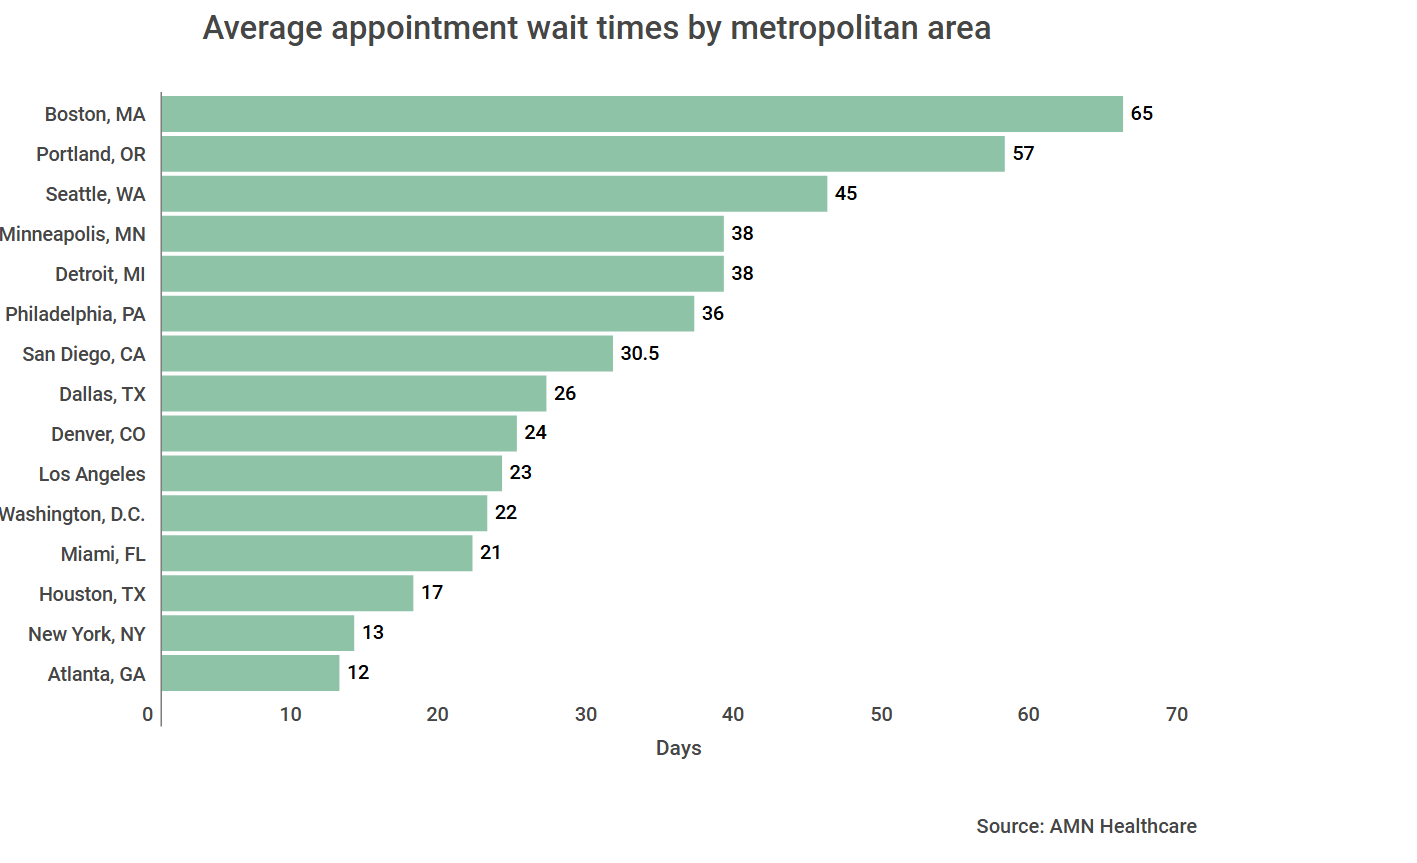 Average appointment wait times by metropolitan area
Boston, MA 65
Portland, OR 57
Seattle, WA 45
Minneapolis, MN 38
Detroit, MI 38
Philadelphia, PA 36
San Diego, CA 30.5
Dallas, TX 26
Denver, CO 24
Los Angeles 23
Washington, D.C. 22
Miami, FL 21
Houston, TX 17
New York, NY 13
Atlanta, GA 12
0 10 20 30 40 50 60 70
Days
Source: AMN Healthcare